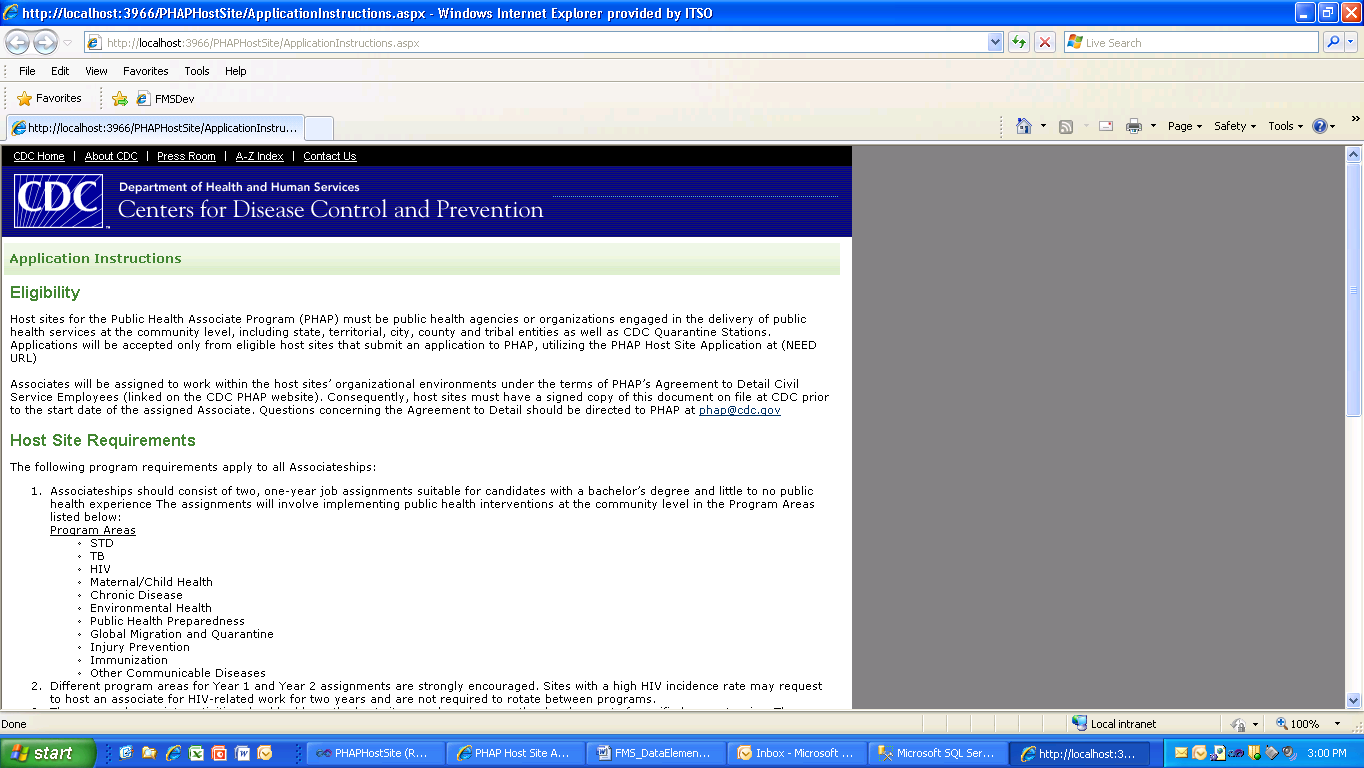 http://localhost:3966/PHAPHostSite/ApplicationInstructions.aspx - Windows Internet Explorer provided by ITSO
http://localhost:3966/PHAPHostSite/ApplicationInstructions.aspx
Live Search
File Edit View Favorites Tools Help
Favorites FMSDev
http://localhost:3966/PHAPHostSite/ApplicationInstru...
Page Safety Tools
CDC Home | About CDC | Press Room | A-Z Index | Contact Us
CDC
Department of Health and Human Services
Centers for Disease Control and Prevention
Application Instructions
Eligibility
Host sites for the Public Health Associate Program (PHAP) must be public health agencies or organizations engaged in the delivery of public
health services at the community level, including state, territorial, city, county and tribal entities as well as CDC Quarantine Stations.
Applications will be accepted only from eligible host sites that submit an application to PHAP, utilizing the PHAP Host Site Application at (NEED
URL)
Associates will be assigned to work within the host sites’ organizational environments under the terms of PHAP’s Agreement to Detail Civil
Service Employees (linked on the CDC PHAP website). Consequently, host sites must have a signed copy of this document on file at CDC prior
to the start date of the assigned Associate. Questions concerning the Agreement to Detail should be directed to PHAP at phap@cdc.gov
Host Site Requirements
The following program requirements apply to all Associateships:
1. Associateships should consist of two, one-year job assignments suitable for candidates with a bachelor’s degree and little to no public
health experience The assignments will involve implementing public health interventions at the community level in the Program Areas
listed below:
Program Areas
◦ STD
◦ TB
◦ HIV
◦ Maternal/Child Health
◦ Chronic Disease
◦ Environmental Health
◦ Public Health Preparedness
◦ Global Migration and Quarantine
◦ Injury Prevention
◦ Immunization
◦ Other Communicable Diseases
2. Different program areas for Year 1 and Year 2 assignments are strongly encouraged. Sites with a high HIV incidence rate may request
to host an associate for HIV-related work for two years and are not required to rotate between programs.
Done
Local intranet
100%
start
PHAPHostSite (R...
PHAP Host Site A...
FMS_DataElemen...
Inbox - Microsoft ...
Microsoft SQL Ser...
http://localhost:3...
3:00 PM